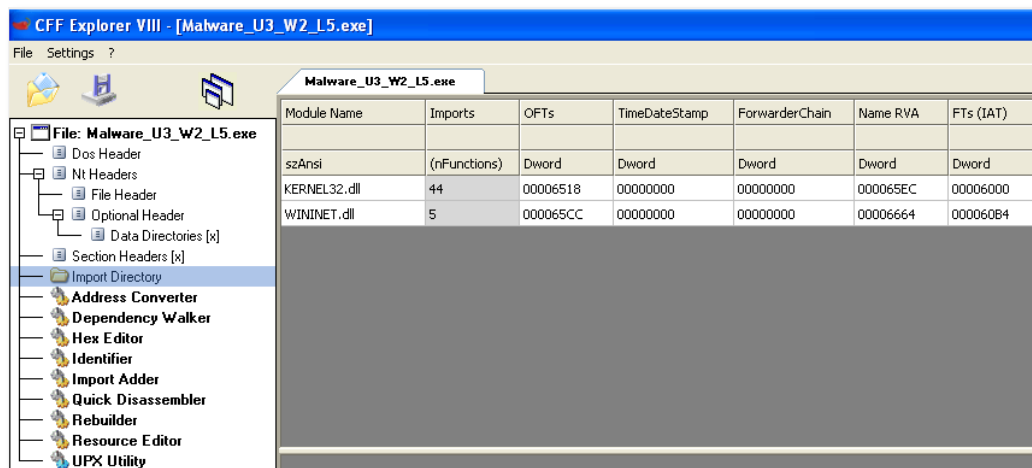 CFF Explorer VIII - [Malware_U3_W2_L5.exe]
File Settings ?
Malware_U3_W2_L5.exe
File: Malware_U3_W2_L5.exe
Dos Header
Nt Headers
File Header
Optional Header
Data Directories [x]
Section Headers [x]
Import Directory
Address Converter
Dependency Walker
Hex Editor
Identifier
Import Adder
Quick Disassembler
Rebuilder
Resource Editor
UPX Utility
Module Name Imports OFTs TimeDateStamp ForwarderChain Name RVA FTs (IAT)
szAnsi (nFunctions) Dword Dword Dword Dword Dword
KERNEL32.dll 44 00006518 00000000 00000000 000065EC 00006000
WININET.dll 5 000065CC 00000000 00000000 00006664 000060B4